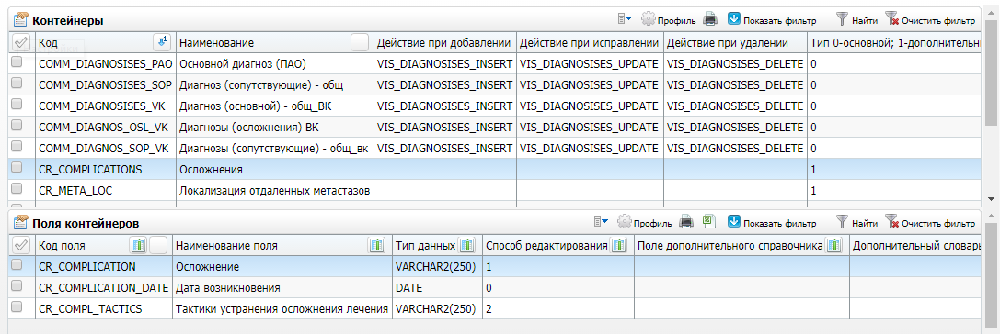 Контейнеры Профиль Показать фильтр Найти Очистить фильтр
Код Наименование Действие при добавлении Действие при исправлении Действие при удалении Тип 0-основной; 1-дополнительн
COMM_DIAGNOSISES_PAO Основной диагноз (ПАО) VIS_DIAGNOSISES_INSERT VIS_DIAGNOSISES_UPDATE VIS_DIAGNOSISES_DELETE 0
COMM_DIAGNOSISES_SOP Диагноз (сопутствующие) - общ VIS_DIAGNOSISES_INSERT VIS_DIAGNOSISES_UPDATE VIS_DIAGNOSISES_DELETE 0
COMM_DIAGNOSISES_VK Диагноз (основной) - общ_ВК VIS_DIAGNOSISES_INSERT VIS_DIAGNOSISES_UPDATE VIS_DIAGNOSISES_DELETE 0
COMM_DIAGNOS_OSL_VK Диагнозы (осложнения) ВК VIS_DIAGNOSISES_INSERT VIS_DIAGNOSISES_UPDATE VIS_DIAGNOSISES_DELETE 0
COMM_DIAGNOS_SOP_VK Диагнозы (сопутствующие) - общ_вк VIS_DIAGNOSISES_INSERT VIS_DIAGNOSISES_UPDATE VIS_DIAGNOSISES_DELETE 0
CR_COMPLICATIONS Осложнения 1
CR_META_LOC Локализация отдаленных метастазов 1
Поля контейнеров Профиль Показать фильтр Найти Очистить фильтр
Код поля Наименование поля Тип данных Способ редактирования Поле дополнительного справочника Дополнительный словарь
CR_COMPLICATION Осложнение VARCHAR2(250) 1
CR_COMPLICATION_DATE Дата возникновения DATE 0
CR_COMPL_TACTICS Тактики устранения осложнения лечения VARCHAR2(250) 2